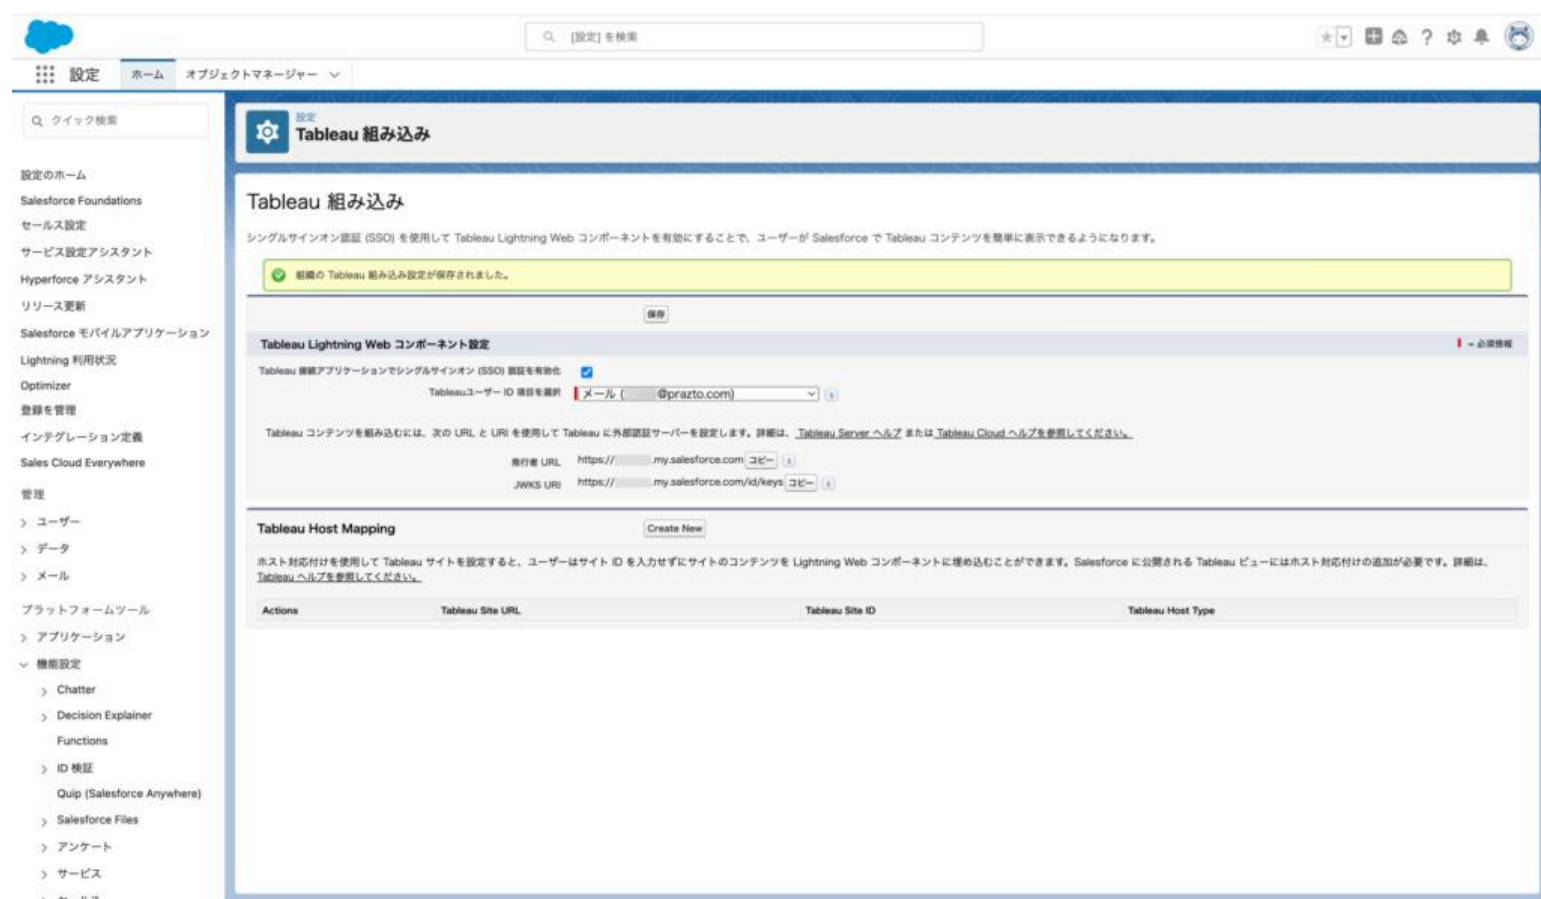 [設定] を検索
設定
ホーム
オブジェクトマネージャー
クイック検索
設定のホーム
Salesforce Foundations
セールス設定
サービス設定アシスタント
Hyperforce アシスタント
リリース更新
Salesforce モバイルアプリケーション
Lightning 利用状況
Optimizer
登録を管理
インテグレーション定義
Sales Cloud Everywhere
管理
ユーザー
データ
メール
プラットフォームツール
アプリケーション
機能設定
Chatter
Decision Explainer
Functions
ID 検証
Quip (Salesforce Anywhere)
Salesforce Files
アンケート
サービス
設定
Tableau 組み込み
Tableau 組み込み
シングルサインオン認証 (SSO) を使用して Tableau Lightning Web コンポーネントを有効にすることで、ユーザーが Salesforce で Tableau コンテンツを簡単に表示できるようになります。
組織の Tableau 組み込み設定が保存されました。
保存
Tableau Lightning Web コンポーネント設定
= 必須情報
Tableau 接続アプリケーションでシングルサインオン (SSO) 認証を有効化
Tableauユーザー ID 項目を選択 メール ( @prazto.com)
Tableau コンテンツを組み込むには、次の URL と URI を使用して Tableau に外部認証サーバーを設定します。詳細は、 Tableau Server ヘルプ または Tableau Cloud ヘルプを参照してください。
発行者 URL https:// .my.salesforce.com コピー
JWKS URI https:// .my.salesforce.com/id/keys コピー
Tableau Host Mapping Create New
ホスト対応付けを使用して Tableau サイトを設定すると、ユーザーはサイト ID を入力せずにサイトのコンテンツを Lightning Web コンポーネントに埋め込むことができます。Salesforce に公開される Tableau ビューにはホスト対応付けの追加が必要です。詳細は、
Tableau ヘルプを参照してください。
Actions Tableau Site URL Tableau Site ID Tableau Host Type